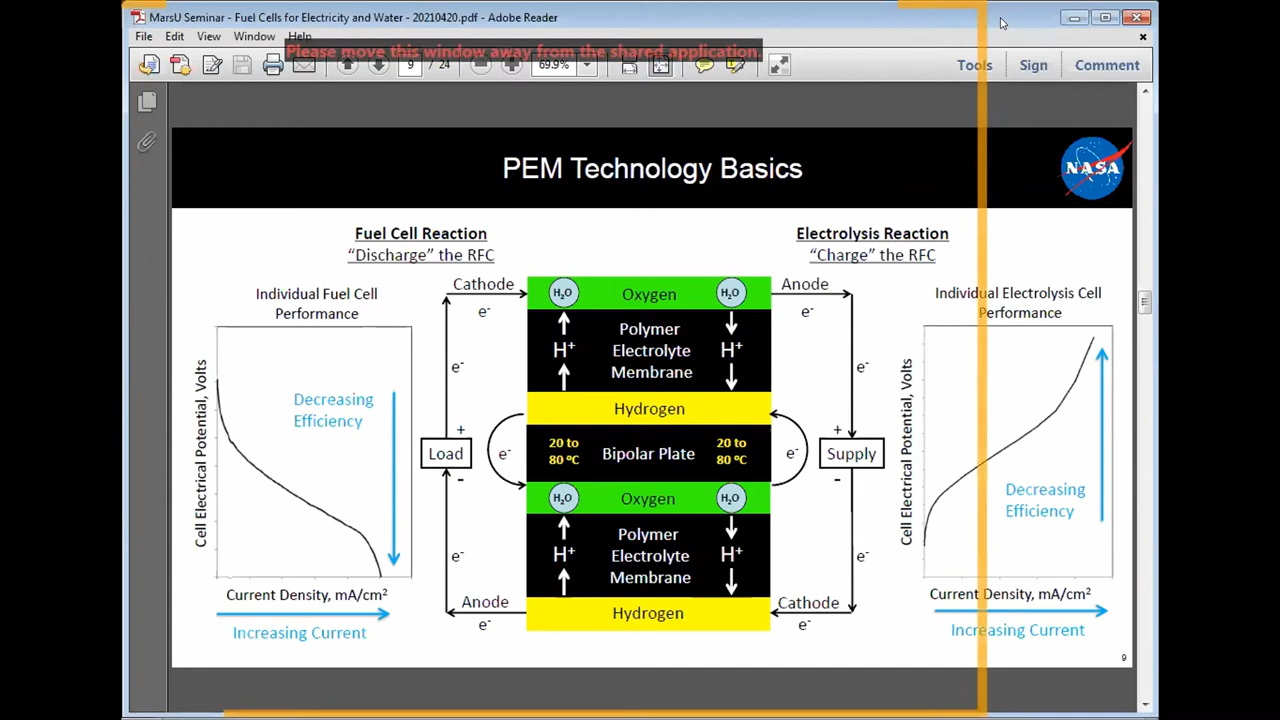 MarsU Seminar - Fuel Cells for Electricity and Water - 20210420.pdf - Adobe Reader
File Edit View Window Help
Please move this window away from the shared application.
9 / 24 69.9% Tools Sign Comment
PEM Technology Basics
NASA
Fuel Cell Reaction
“Discharge” the RFC
Electrolysis Reaction
“Charge” the RFC
Individual Fuel Cell
Performance
Cell Electrical Potential, Volts
Decreasing
Efficiency
Current Density, mA/cm²
Increasing Current
Cathode
e-
e-
+
Load
-
e-
Anode
e-
H₂O Oxygen H₂O
Polymer
H+ Electrolyte H+
Membrane
Hydrogen
e- 20 to
80 ºC
Bipolar Plate
20 to
80 ºC e-
H₂O Oxygen H₂O
Polymer
H+ Electrolyte H+
Membrane
Hydrogen
Anode
e-
e-
+
Supply
-
e-
Cathode
e-
Individual Electrolysis Cell
Performance
Cell Electrical Potential, Volts
Decreasing
Efficiency
Current Density, mA/cm²
Increasing Current
9